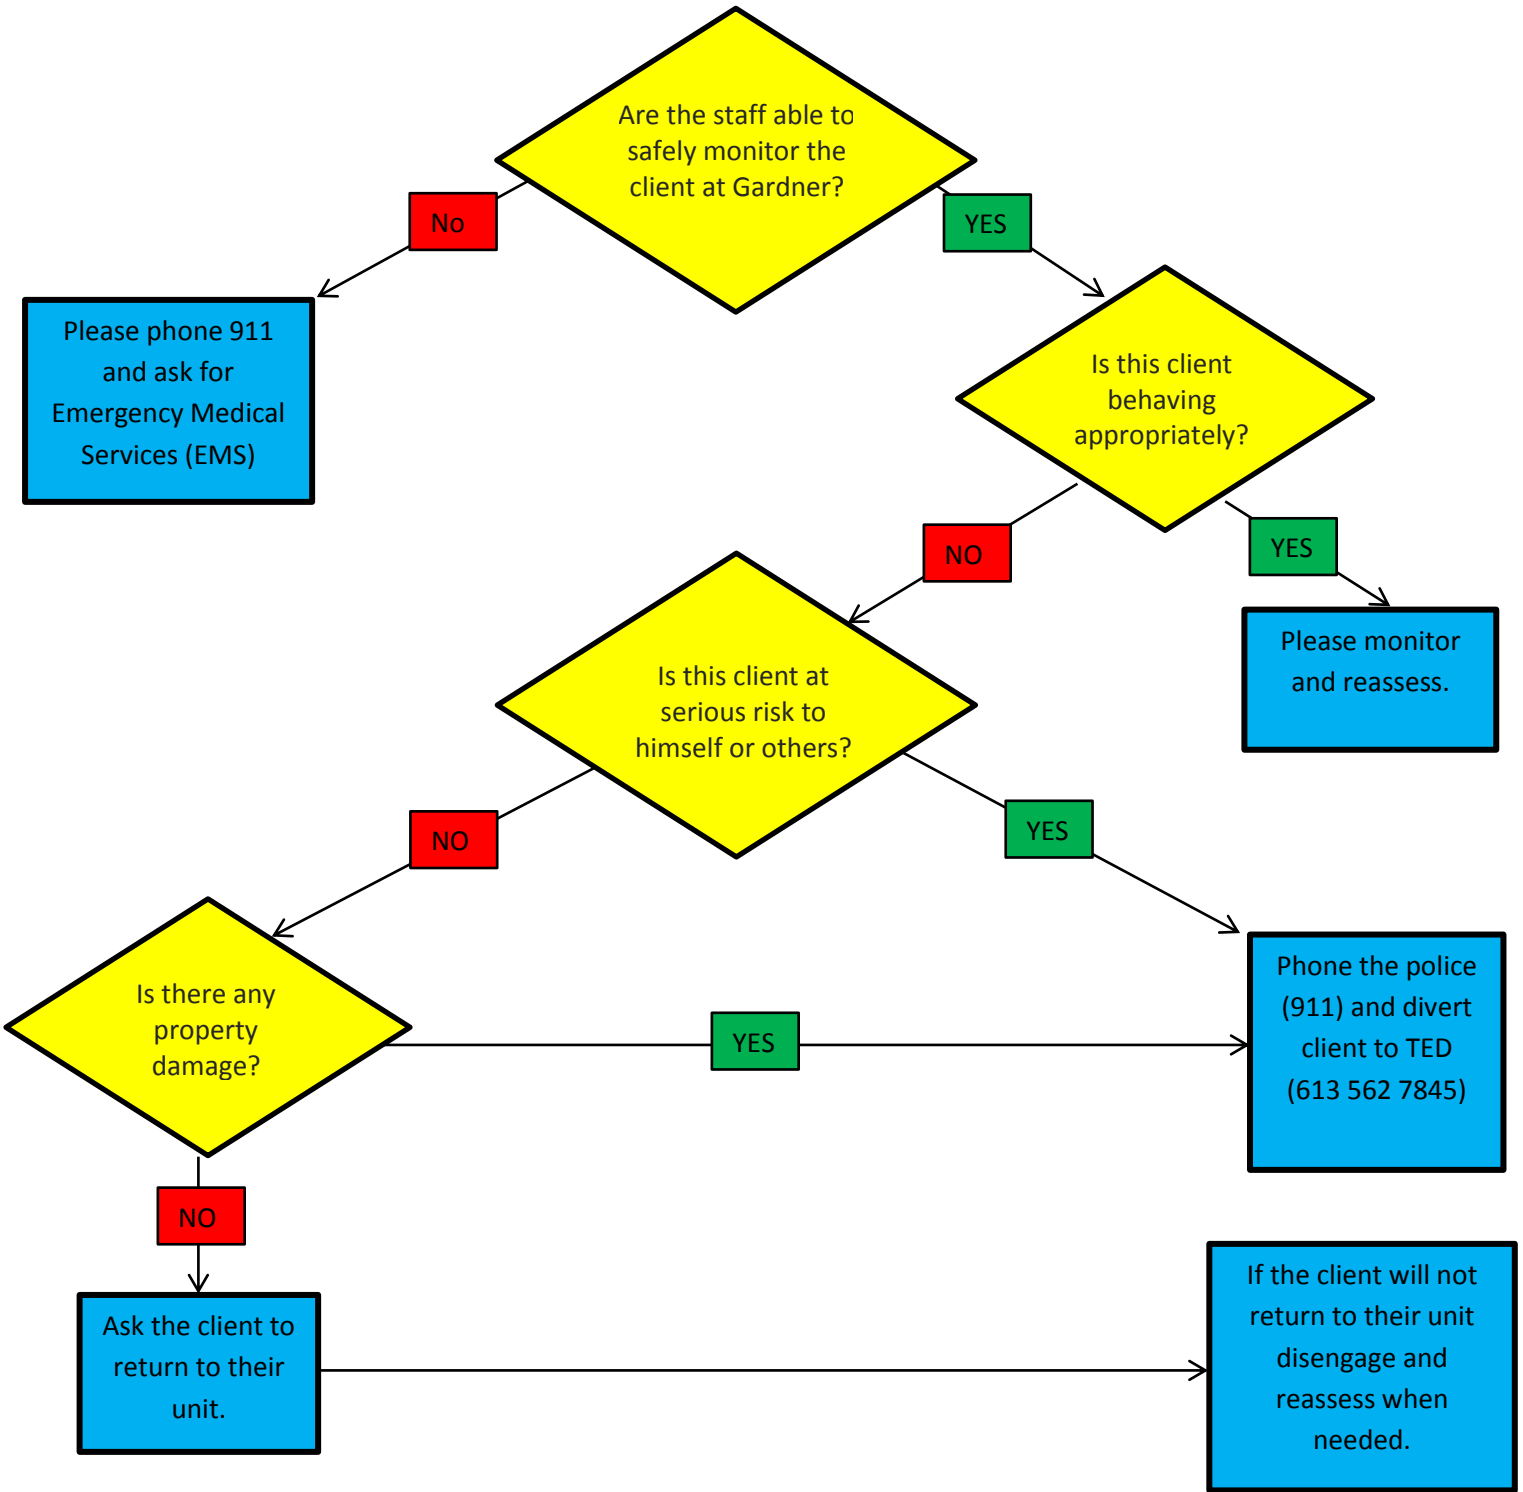 Are the staff able to
safely monitor the
client at Gardner?
No
YES
Please phone 911
and ask for
Emergency Medical
Services (EMS)
Is this client
behaving
appropriately?
NO
YES
Please monitor
and reassess.
Is this client at
serious risk to
himself or others?
NO
YES
Is there any
property
damage?
YES
Phone the police
(911) and divert
client to TED
(613 562 7845)
NO
Ask the client to
return to their
unit.
If the client will not
return to their unit
disengage and
reassess when
needed.